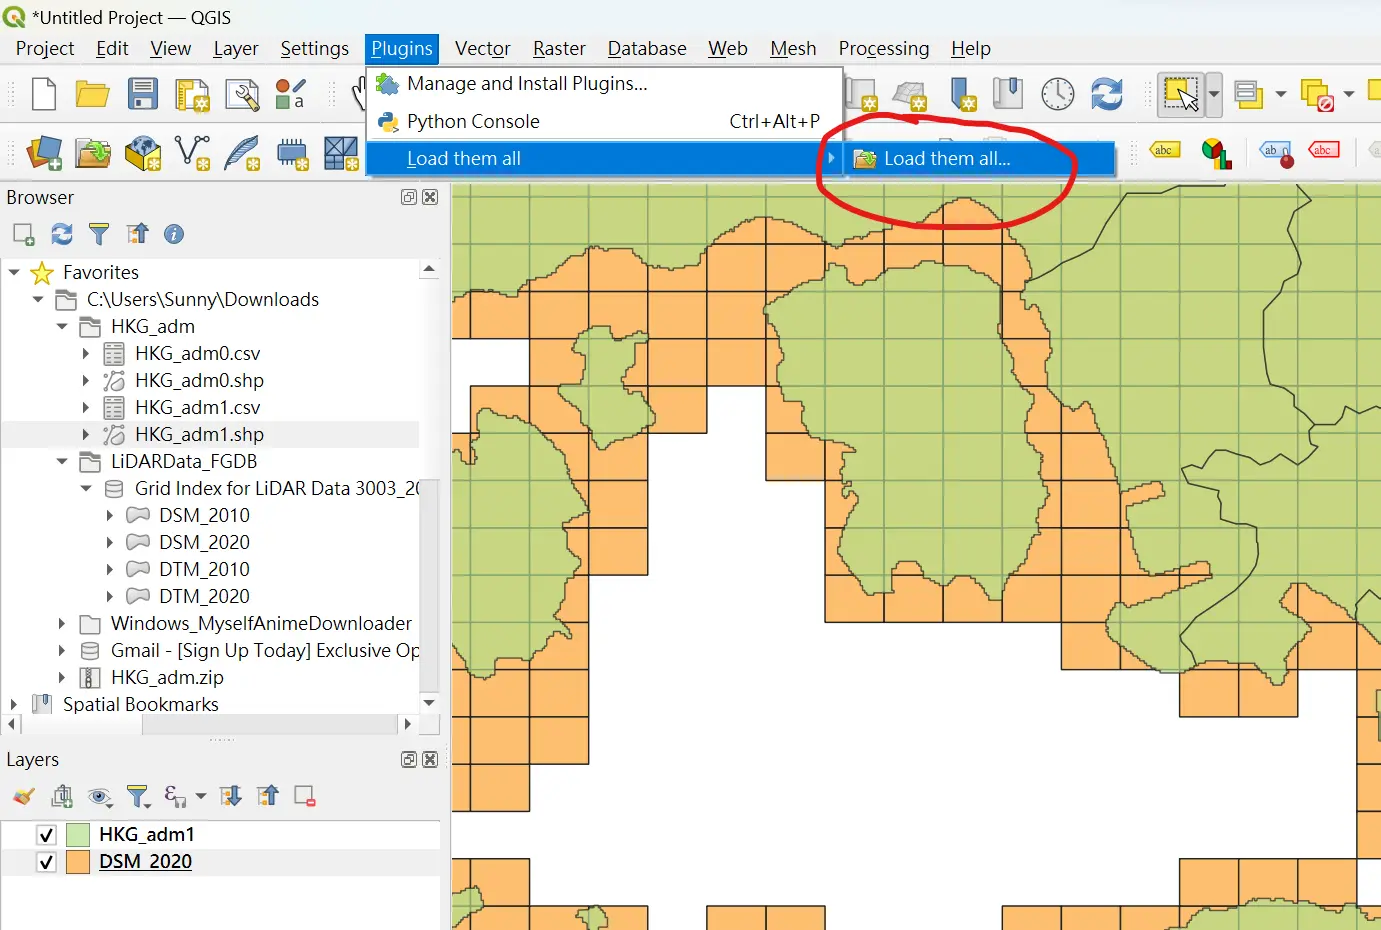 *Untitled Project — QGIS
Project Edit View Layer Settings Plugins Vector Raster Database Web Mesh Processing Help
Manage and Install Plugins...
Python Console Ctrl+Alt+P
Load them all
Load them all...
abc
ab
abc
Browser
Favorites
C:\Users\Sunny\Downloads
HKG_adm
HKG_adm0.csv
HKG_adm0.shp
HKG_adm1.csv
HKG_adm1.shp
LiDARData_FGDB
Grid Index for LiDAR Data 3003_20
DSM_2010
DSM_2020
DTM_2010
DTM_2020
Windows_MyselfAnimeDownloader
Gmail - [Sign Up Today] Exclusive Op
HKG_adm.zip
Spatial Bookmarks
Layers
HKG_adm1
DSM_2020